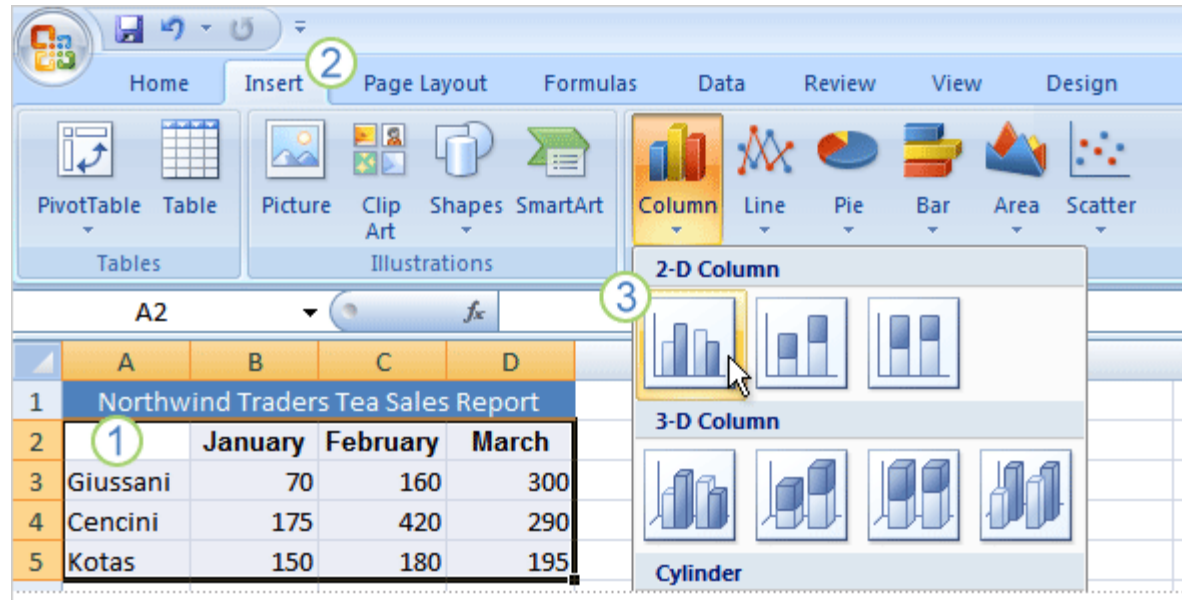 2
Home Insert Page Layout Formulas Data Review View Design
PivotTable Table Picture Clip Art Shapes SmartArt Column Line Pie Bar Area Scatter
Tables Illustrations
2-D Column
3
A2 fx
A B C D
1 Northwind Traders Tea Sales Report
3-D Column
2 1 January February March
3 Giussani 70 160 300
4 Cencini 175 420 290
5 Kotas 150 180 195
Cylinder